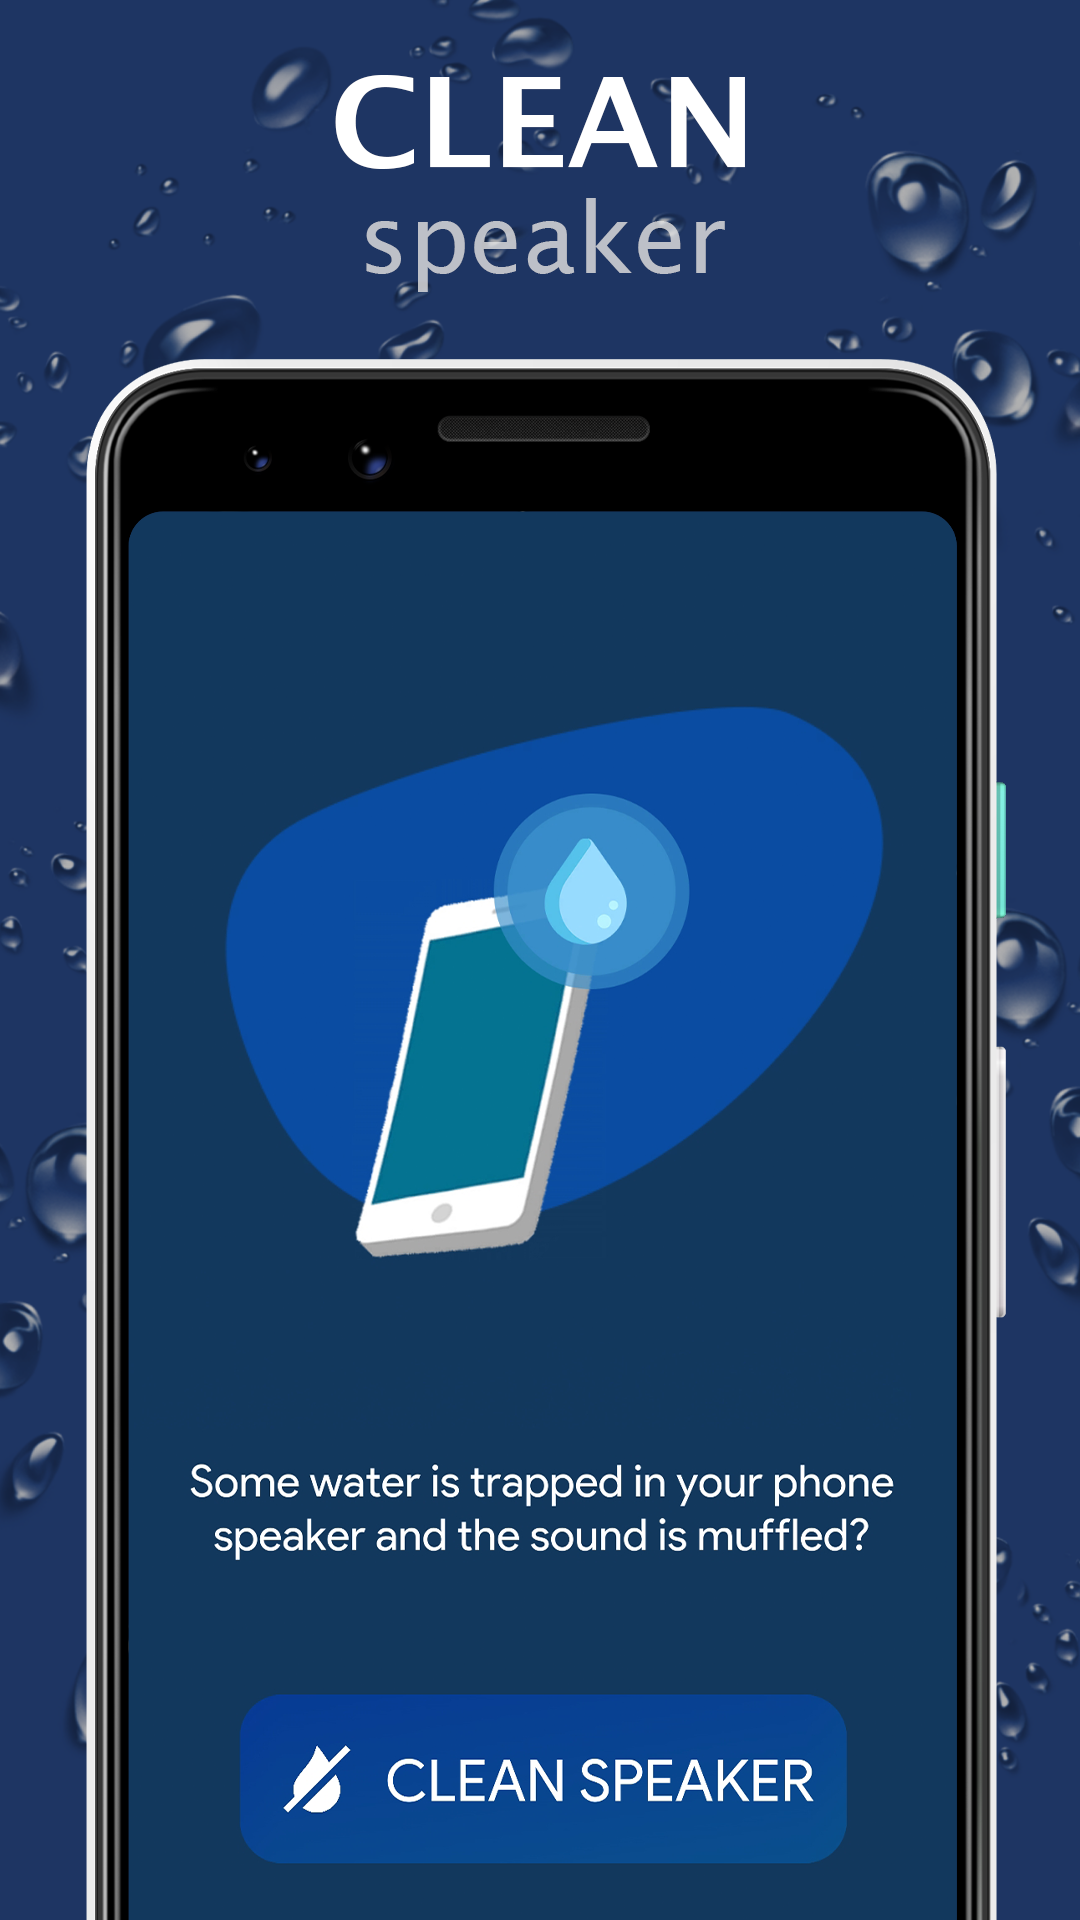 CLEAN
speaker
Some water is trapped in your phone
speaker and the sound is muffled?
CLEAN SPEAKER